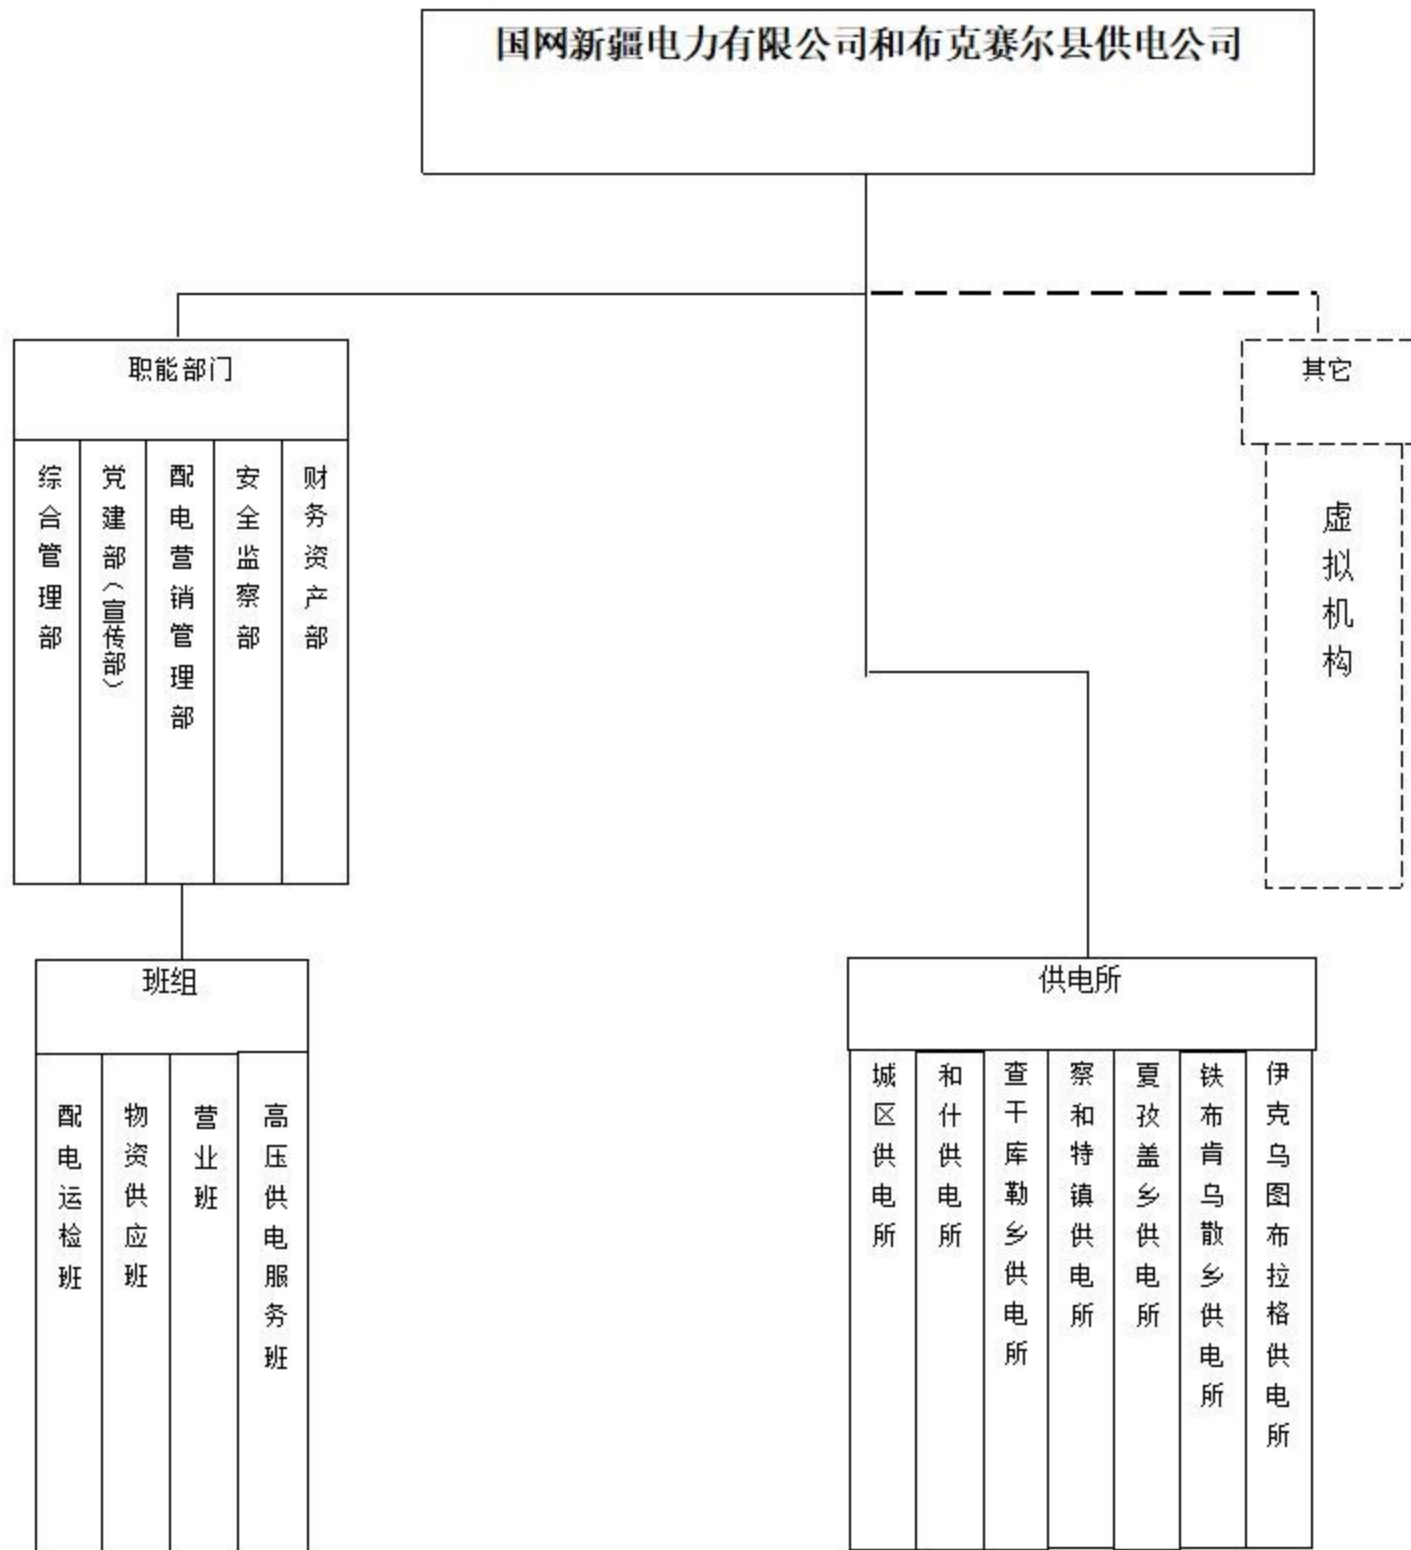 国网新疆电力有限公司和布克赛尔县供电公司
职能部门
综合管理部
党建部（宣传部）
配电营销管理部
安全监察部
财务资产部
其它
虚拟机构
班组
配电运检班
物资供应班
营业班
高压供电服务班
供电所
城区供电所
和什供电所
查干库勒乡供电所
察和特镇供电所
夏孜盖乡供电所
铁布肯乌散乡供电所
伊克乌图布拉格供电所